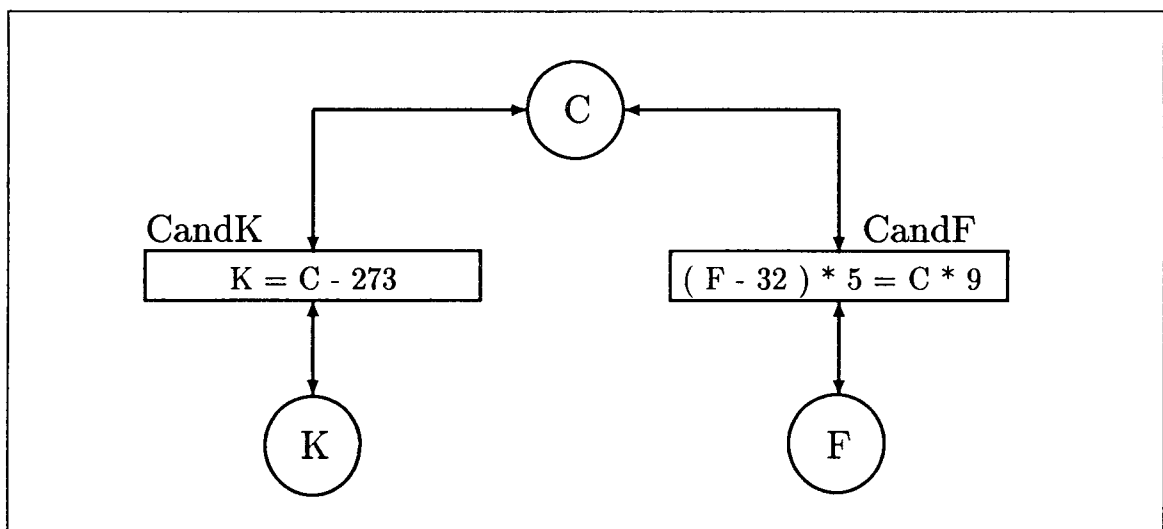 C
CandK
CandF
K = C - 273
( F - 32 ) * 5 = C * 9
K
F